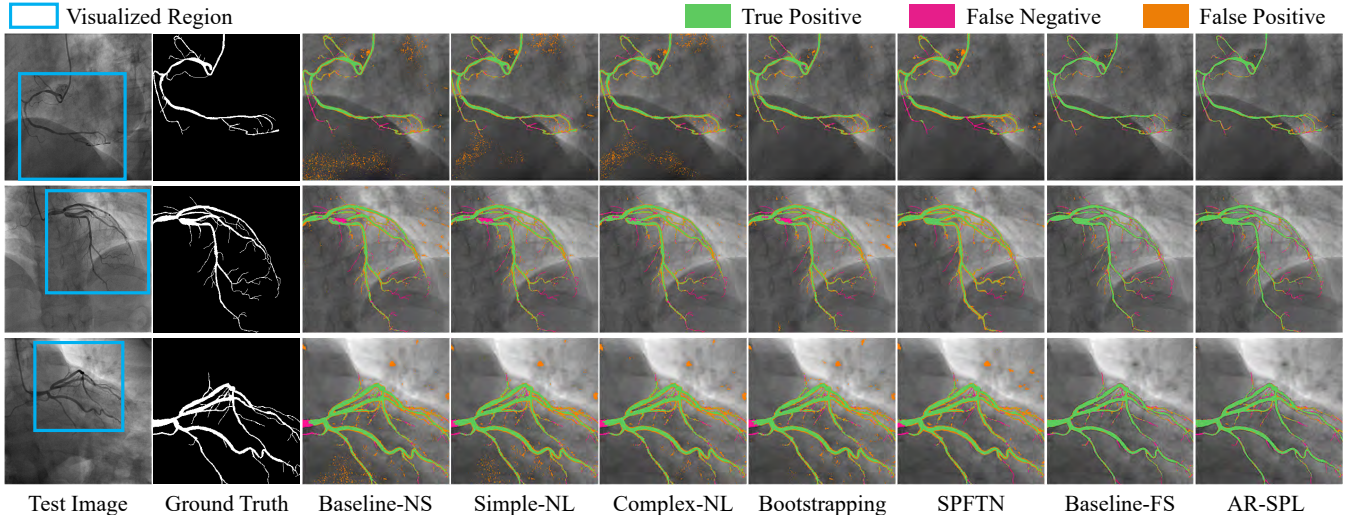 Visualized Region True Positive False Negative False Positive
Test Image Ground Truth Baseline-NS Simple-NL Complex-NL Bootstrapping SPFTN Baseline-FS AR-SPL